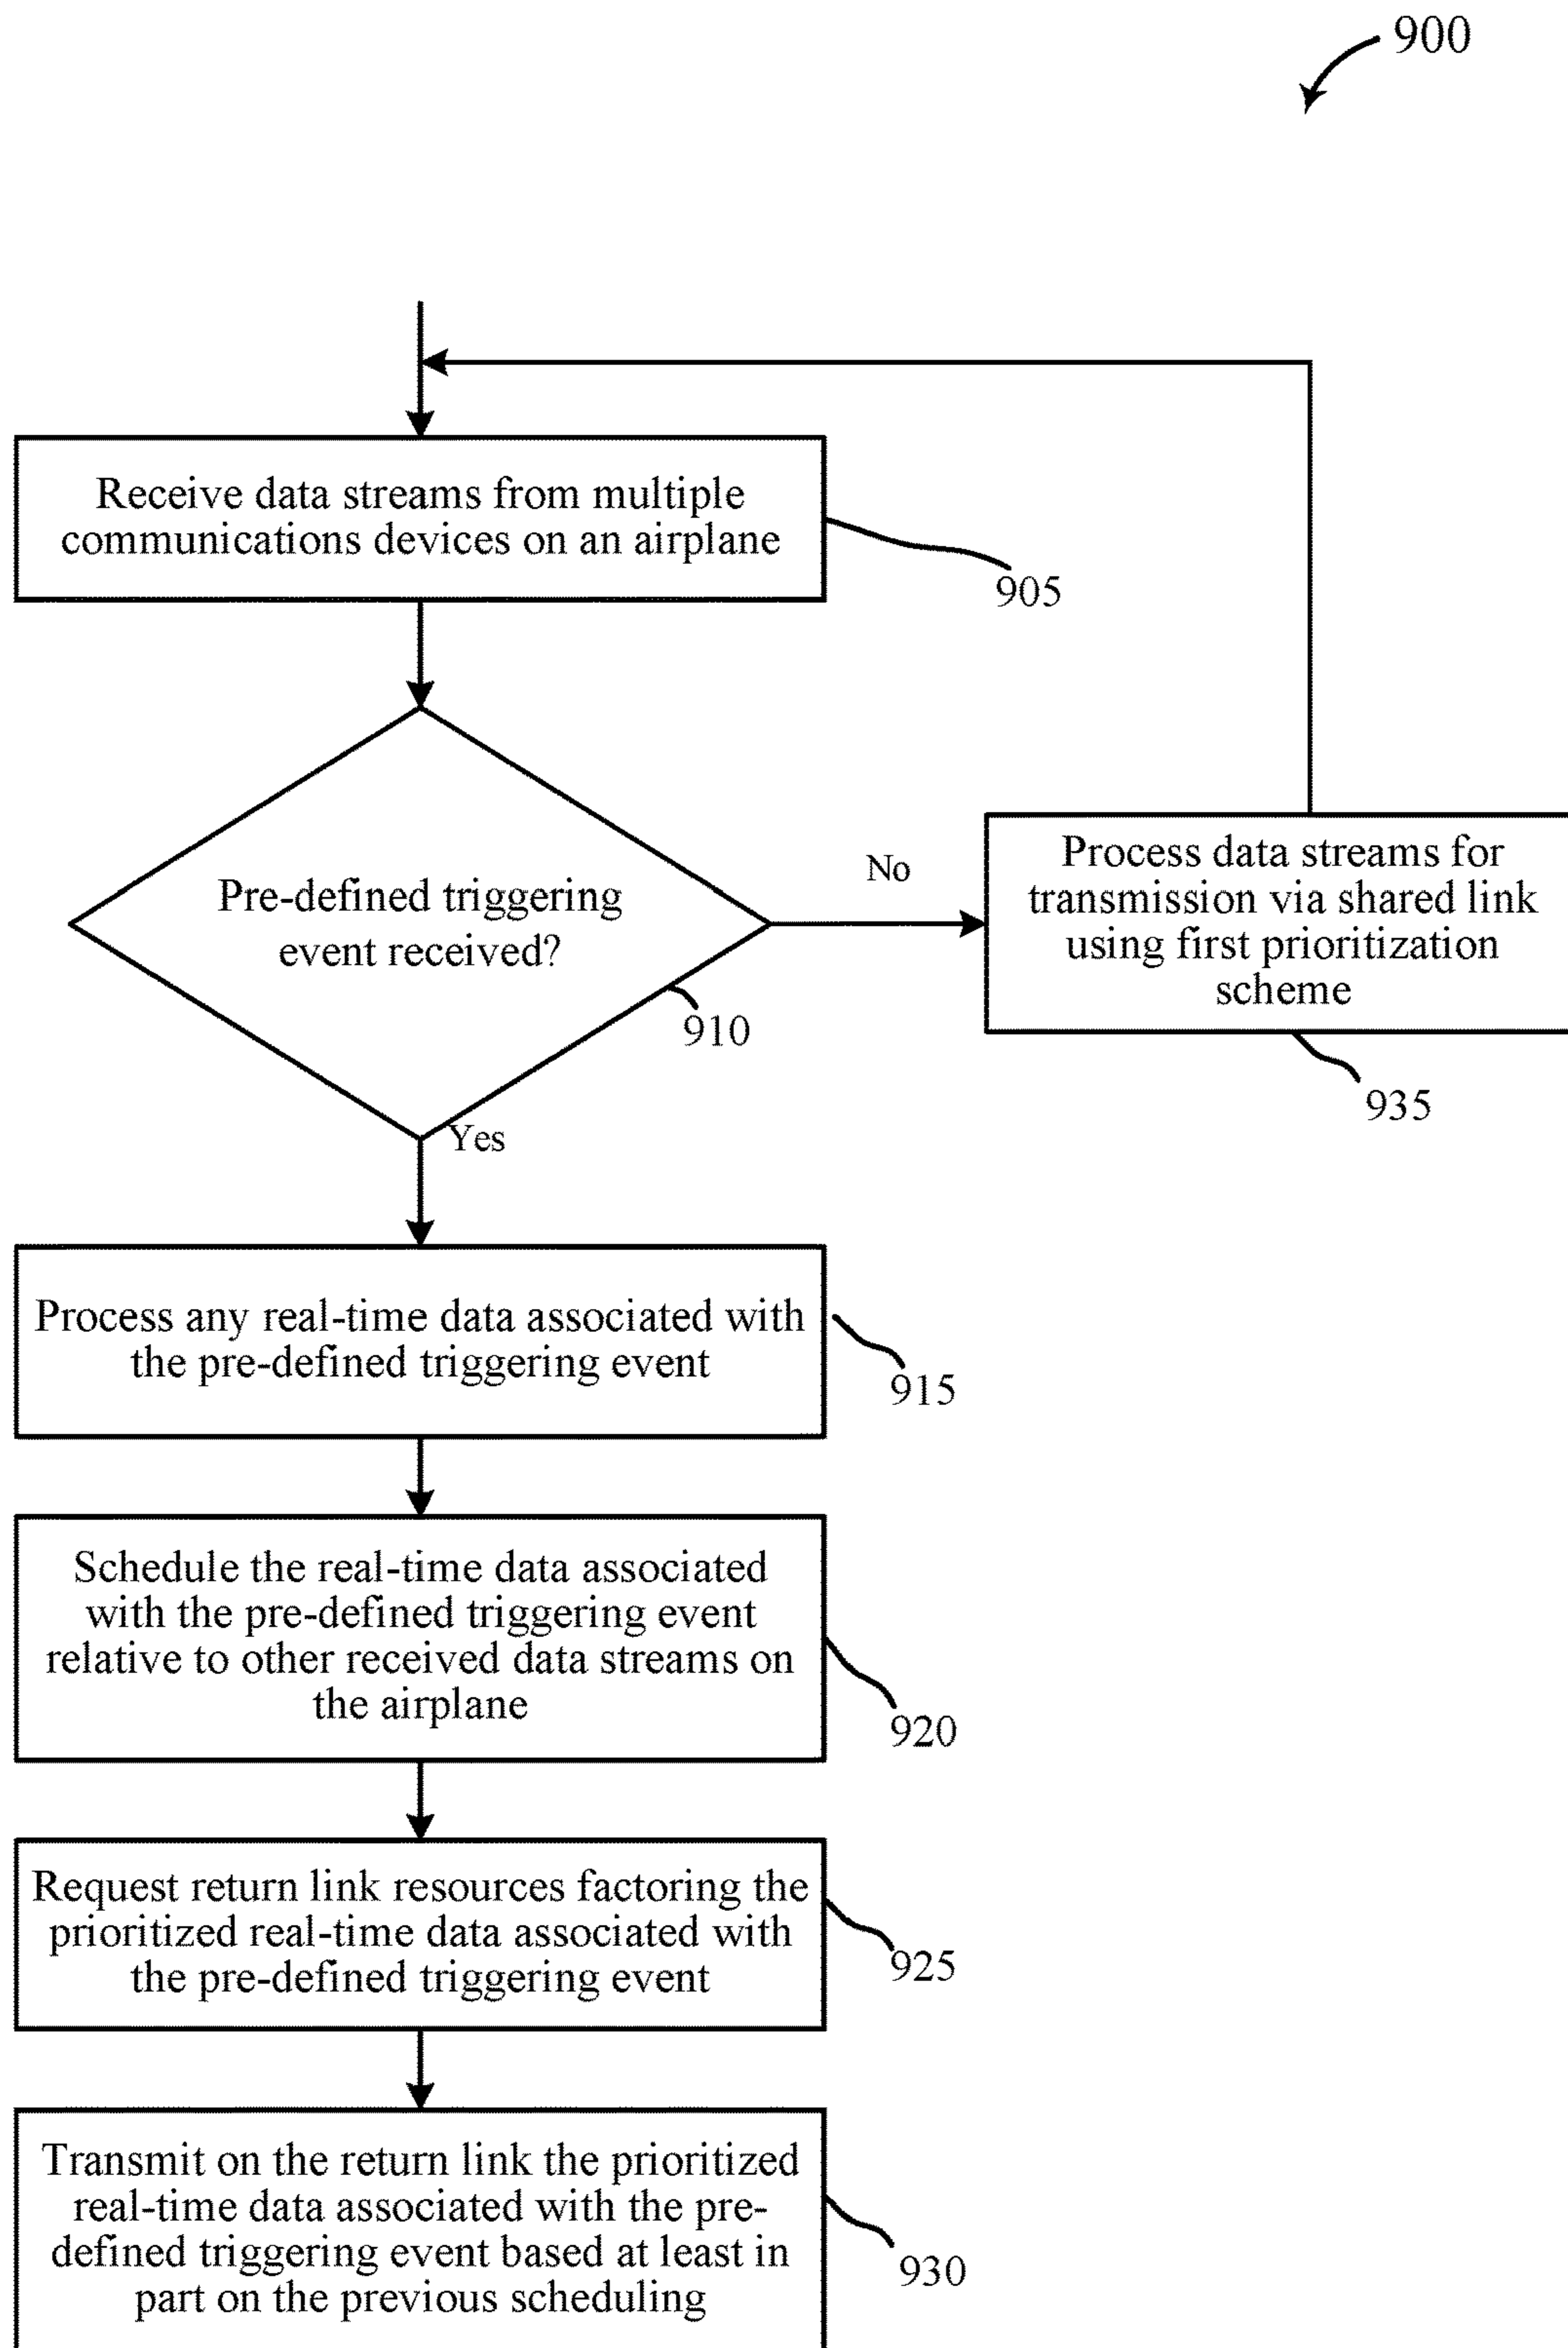 900
Receive data streams from multiple
communications devices on an airplane
905
Pre-defined triggering
event received?
910
No
Process data streams for
transmission via shared link
using first prioritization
scheme
935
Yes
Process any real-time data associated with
the pre-defined triggering event
915
Schedule the real-time data associated
with the pre-defined triggering event
relative to other received data streams on
the airplane
920
Request return link resources factoring the
prioritized real-time data associated with
the pre-defined triggering event
925
Transmit on the return link the prioritized
real-time data associated with the pre-
defined triggering event based at least in
part on the previous scheduling
930